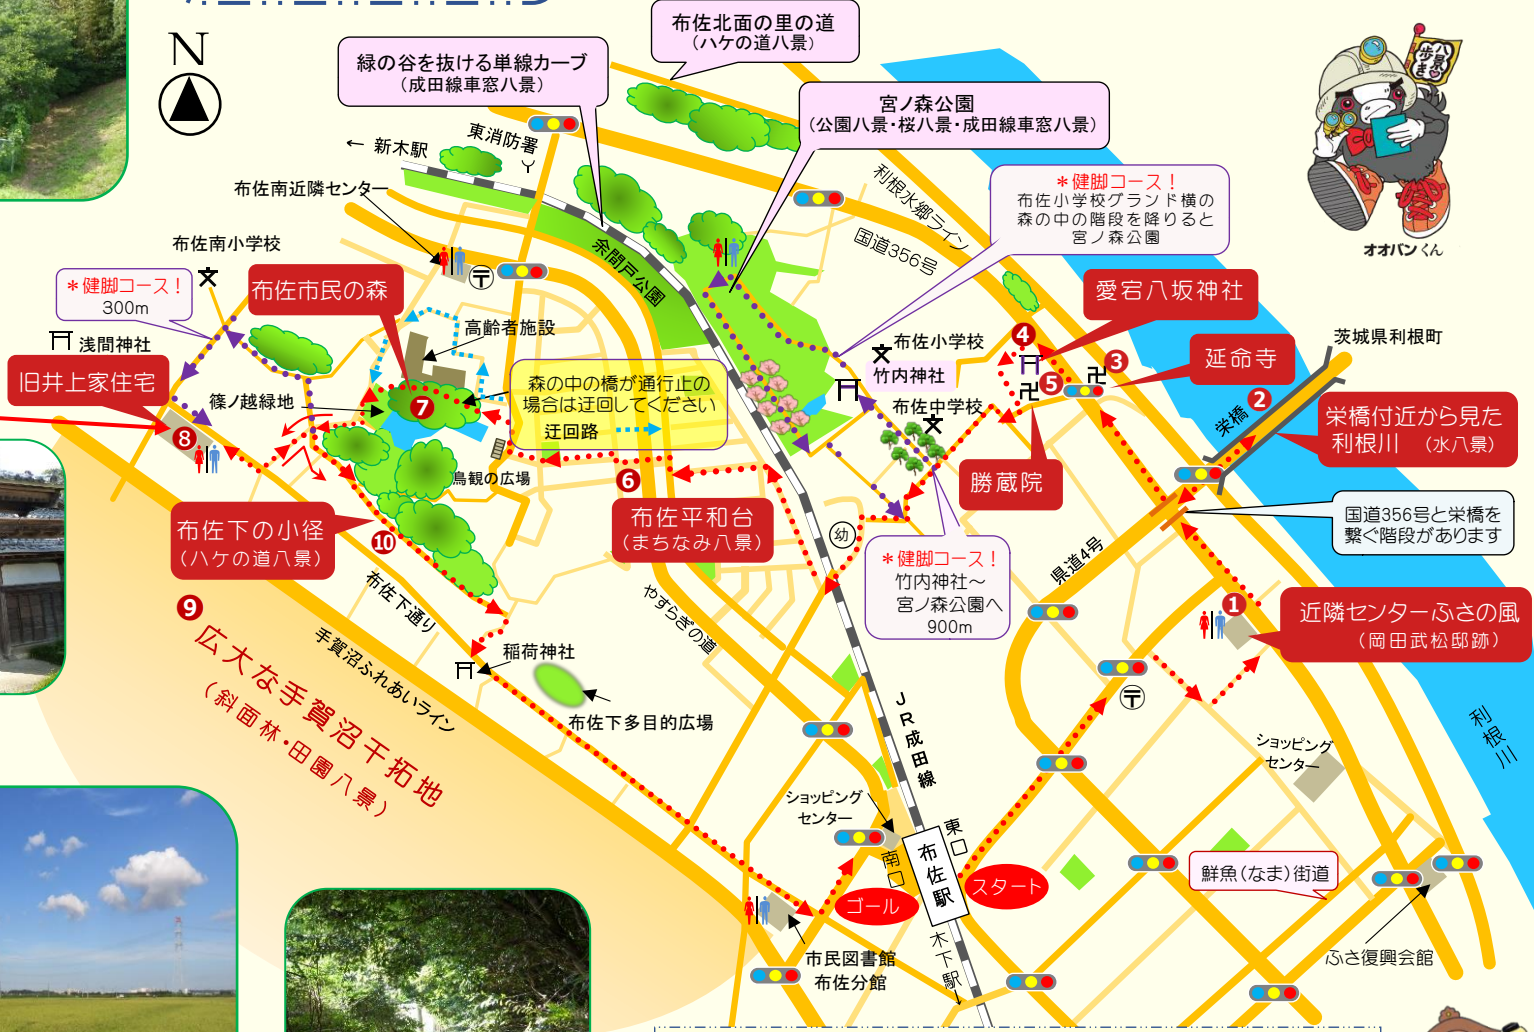 N
布佐北面の里の道
(ハケの道八景)
緑の谷を抜ける単線カーブ
(成田線車窓八景)
宮ノ森公園
(公園八景・桜八景・成田線車窓八景)
八景♡
歩き
オオバンくん
← 新木駅
東消防署
布佐南近隣センター
〒
布佐南小学校
*健脚コース!
300m
布佐市民の森
高齢者施設
浅間神社
旧井上家住宅
篠ノ越緑地
7
8
森の中の橋が通行止の
場合は迂回してください
迂回路
鳥観の広場
余間戸公園
利根水郷ライン
国道356号
*健脚コース!
布佐小学校グランド横の
森の中の階段を降りると
宮ノ森公園
布佐小学校
竹内神社
布佐中学校
4
愛宕八坂神社
3
延命寺
5
卍
卍
勝蔵院
茨城県利根町
栄橋
2
栄橋付近から見た
利根川 (水八景)
国道356号と栄橋を
繋ぐ階段があります
県道4号
1
近隣センターふさの風
(岡田武松邸跡)
〒
利根川
6
布佐平和台
(まちなみ八景)
幼
*健脚コース!
竹内神社~
宮ノ森公園へ
900m
布佐下の小径
(ハケの道八景)
10
9
広大な手賀沼干拓地
(斜面林・田園八景)
布佐下通り
手賀沼ふれあいライン
やすらぎの道
稲荷神社
布佐下多目的広場
JR成田線
ショッピング
センター
ショッピング
センター
東口
南口
布佐駅
スタート
ゴール
木下駅→
市民図書館
布佐分館
鮮魚(なま)街道
ふさ復興会館